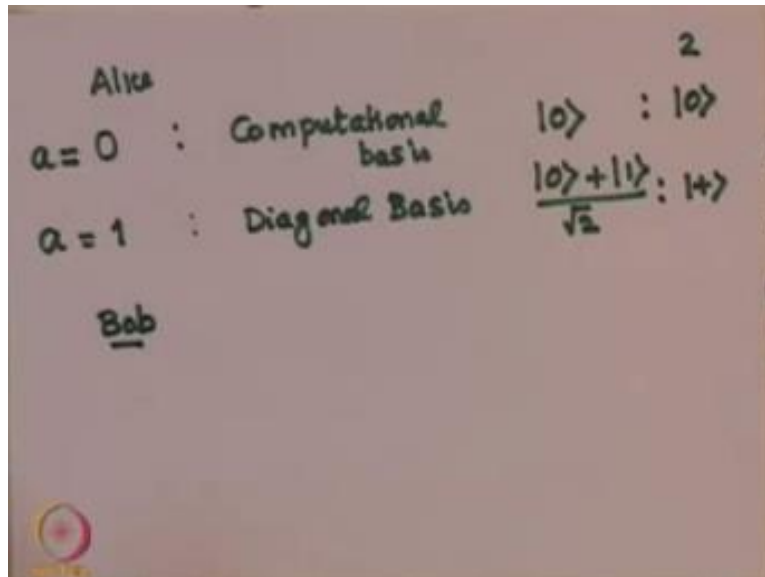 2
Alice
a = 0 : Computational basis |0> : |0>
a = 1 : Diagonal Basis |0> + |1> / √2 : |+>
Bob